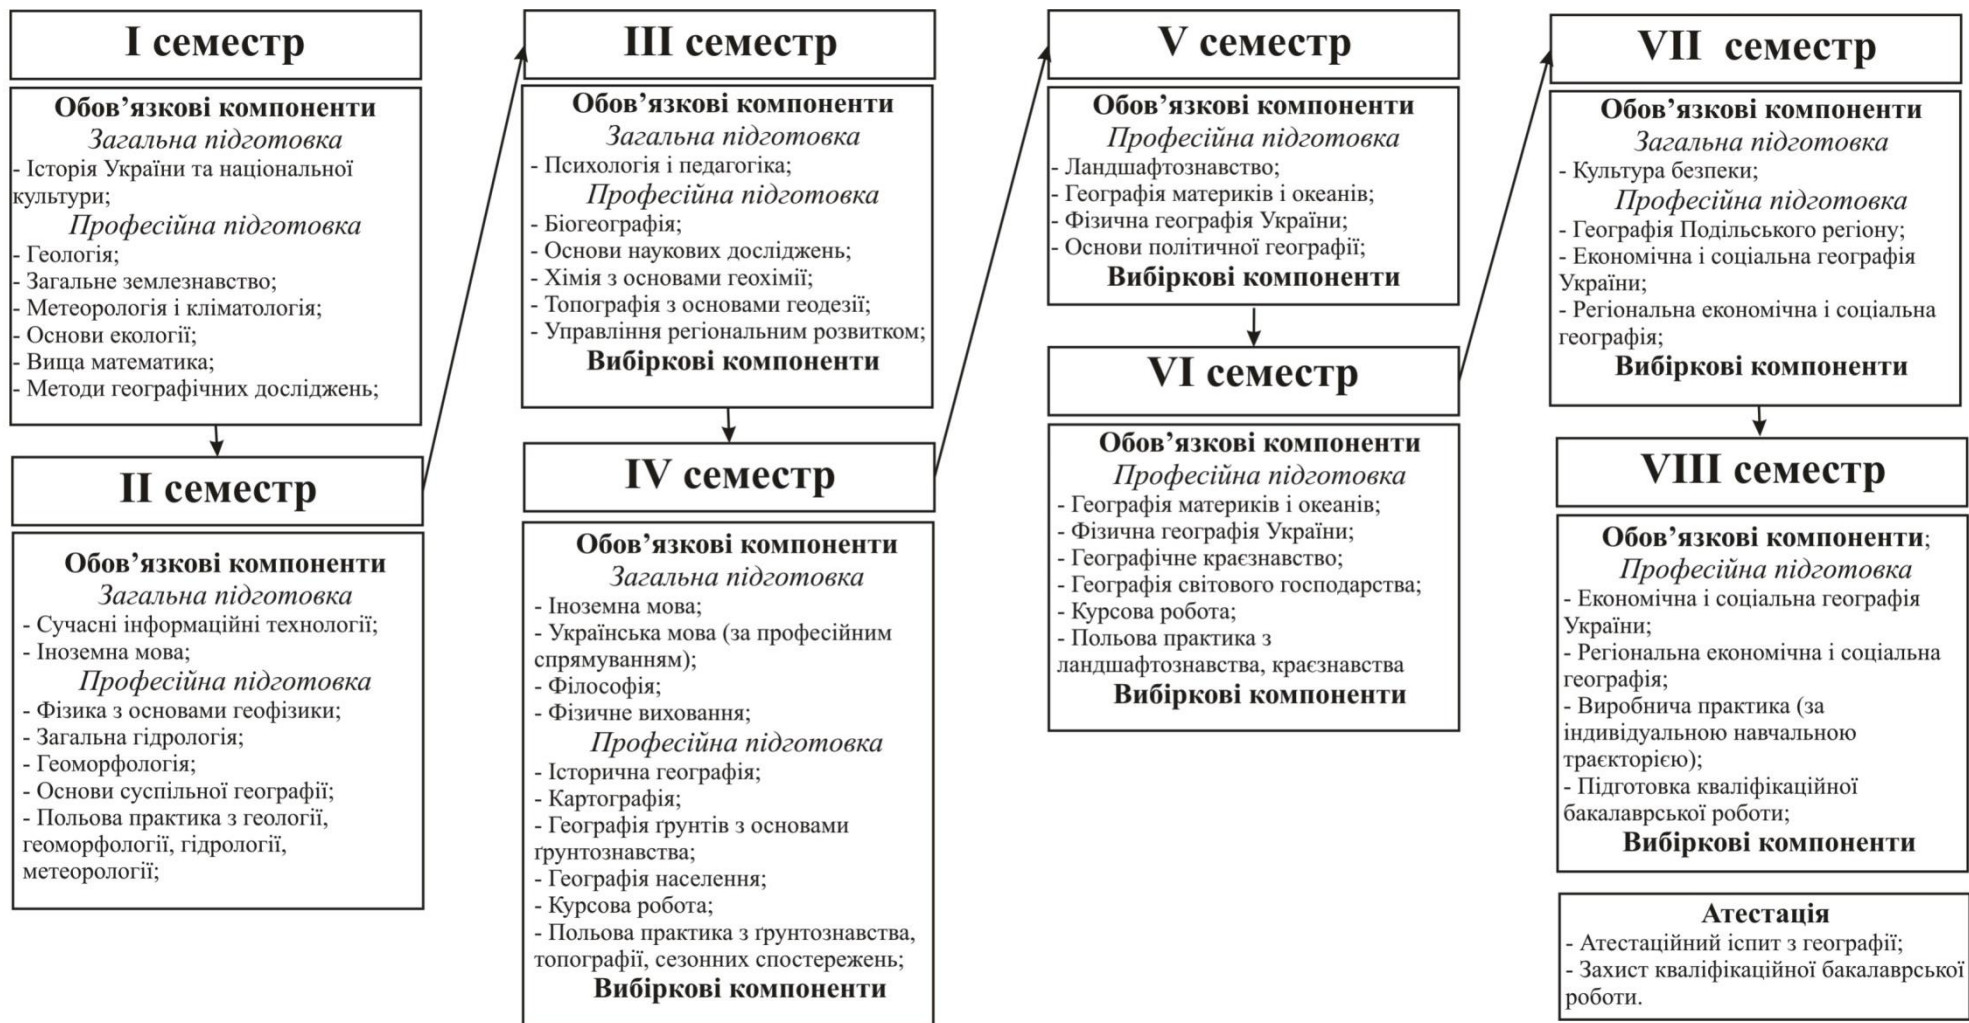 I семестр
Обов’язкові компоненти
Загальна підготовка
- Історія України та національної
культури;
Професійна підготовка
- Геологія;
- Загальне землезнавство;
- Метеорологія і кліматологія;
- Основи екології;
- Вища математика;
- Методи географічних досліджень;
II семестр
Обов’язкові компоненти
Загальна підготовка
- Сучасні інформаційні технології;
- Іноземна мова;
Професійна підготовка
- Фізика з основами геофізики;
- Загальна гідрологія;
- Геоморфологія;
- Основи суспільної географії;
- Польова практика з геології,
геоморфології, гідрології,
метеорології;
III семестр
Обов’язкові компоненти
Загальна підготовка
- Психологія і педагогіка;
Професійна підготовка
- Біогеографія;
- Основи наукових досліджень;
- Хімія з основами геохімії;
- Топографія з основами геодезії;
- Управління регіональним розвитком;
Вибіркові компоненти
IV семестр
Обов’язкові компоненти
Загальна підготовка
- Іноземна мова;
- Українська мова (за професійним
спрямуванням);
- Філософія;
- Фізичне виховання;
Професійна підготовка
- Історична географія;
- Картографія;
- Географія ґрунтів з основами
ґрунтознавства;
- Географія населення;
- Курсова робота;
- Польова практика з ґрунтознавства,
топографії, сезонних спостережень;
Вибіркові компоненти
V семестр
Обов’язкові компоненти
Професійна підготовка
- Ландшафтознавство;
- Географія материків і океанів;
- Фізична географія України;
- Основи політичної географії;
Вибіркові компоненти
VI семестр
Обов’язкові компоненти
Професійна підготовка
- Географія материків і океанів;
- Фізична географія України;
- Географічне краєзнавство;
- Географія світового господарства;
- Курсова робота;
- Польова практика з
ландшафтознавства, краєзнавства
Вибіркові компоненти
VII семестр
Обов’язкові компоненти
Загальна підготовка
- Культура безпеки;
Професійна підготовка
- Географія Подільського регіону;
- Економічна і соціальна географія
України;
- Регіональна економічна і соціальна
географія;
Вибіркові компоненти
VIII семестр
Обов’язкові компоненти;
Професійна підготовка
- Економічна і соціальна географія
України;
- Регіональна економічна і соціальна
географія;
- Виробнича практика (за
індивідуальною навчальною
траєкторією);
- Підготовка кваліфікаційної
бакалаврської роботи;
Вибіркові компоненти
Атестація
- Атестаційний іспит з географії;
- Захист кваліфікаційної бакалаврської
роботи.